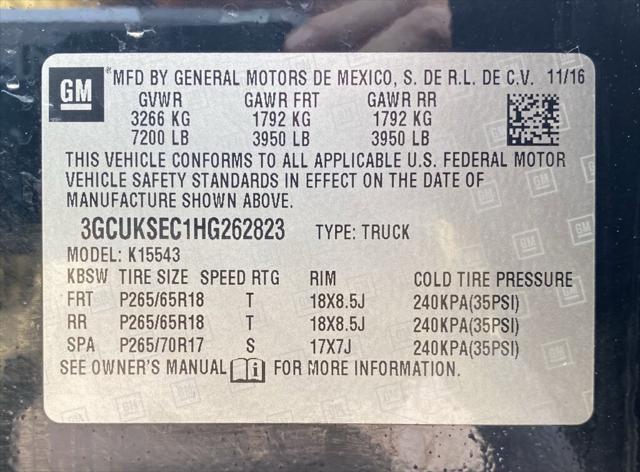 GM
MFD BY GENERAL MOTORS DE MEXICO, S. DE R.L. DE C.V. 11/16
GVWR GAWR FRT GAWR RR
3266 KG 1792 KG 1792 KG
7200 LB 3950 LB 3950 LB
THIS VEHICLE CONFORMS TO ALL APPLICABLE U.S. FEDERAL MOTOR
VEHICLE SAFETY STANDARDS IN EFFECT ON THE DATE OF
MANUFACTURE SHOWN ABOVE.
3GCUKSEC1HG262823 TYPE: TRUCK
MODEL: K15543
KBSW TIRE SIZE SPEED RTG RIM COLD TIRE PRESSURE
FRT P265/65R18 T 18X8.5J 240KPA(35PSI)
RR P265/65R18 T 18X8.5J 240KPA(35PSI)
SPA P265/70R17 S 17X7J 240KPA(35PSI)
SEE OWNER'S MANUAL FOR MORE INFORMATION.